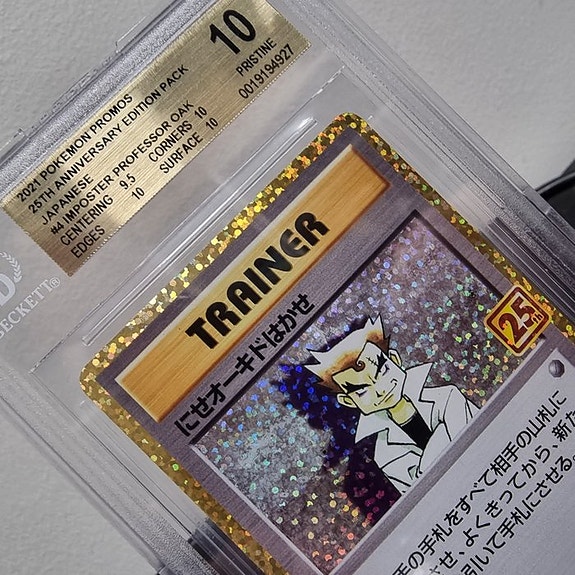 2021 POKEMON PROMOS
25TH ANNIVERSARY EDITION PACK
JAPANESE
#4 IMPOSTER PROFESSOR OAK
CENTERING 9.5 CORNERS 10
EDGES 10 SURFACE 10
10
PRISTINE
0019194927
BECKETT®
TRAINER
にせオーキドはかせ
25th
手の手札をすべて相手の山札に
せ、よくきってから、新た
引いて手札にさせる。